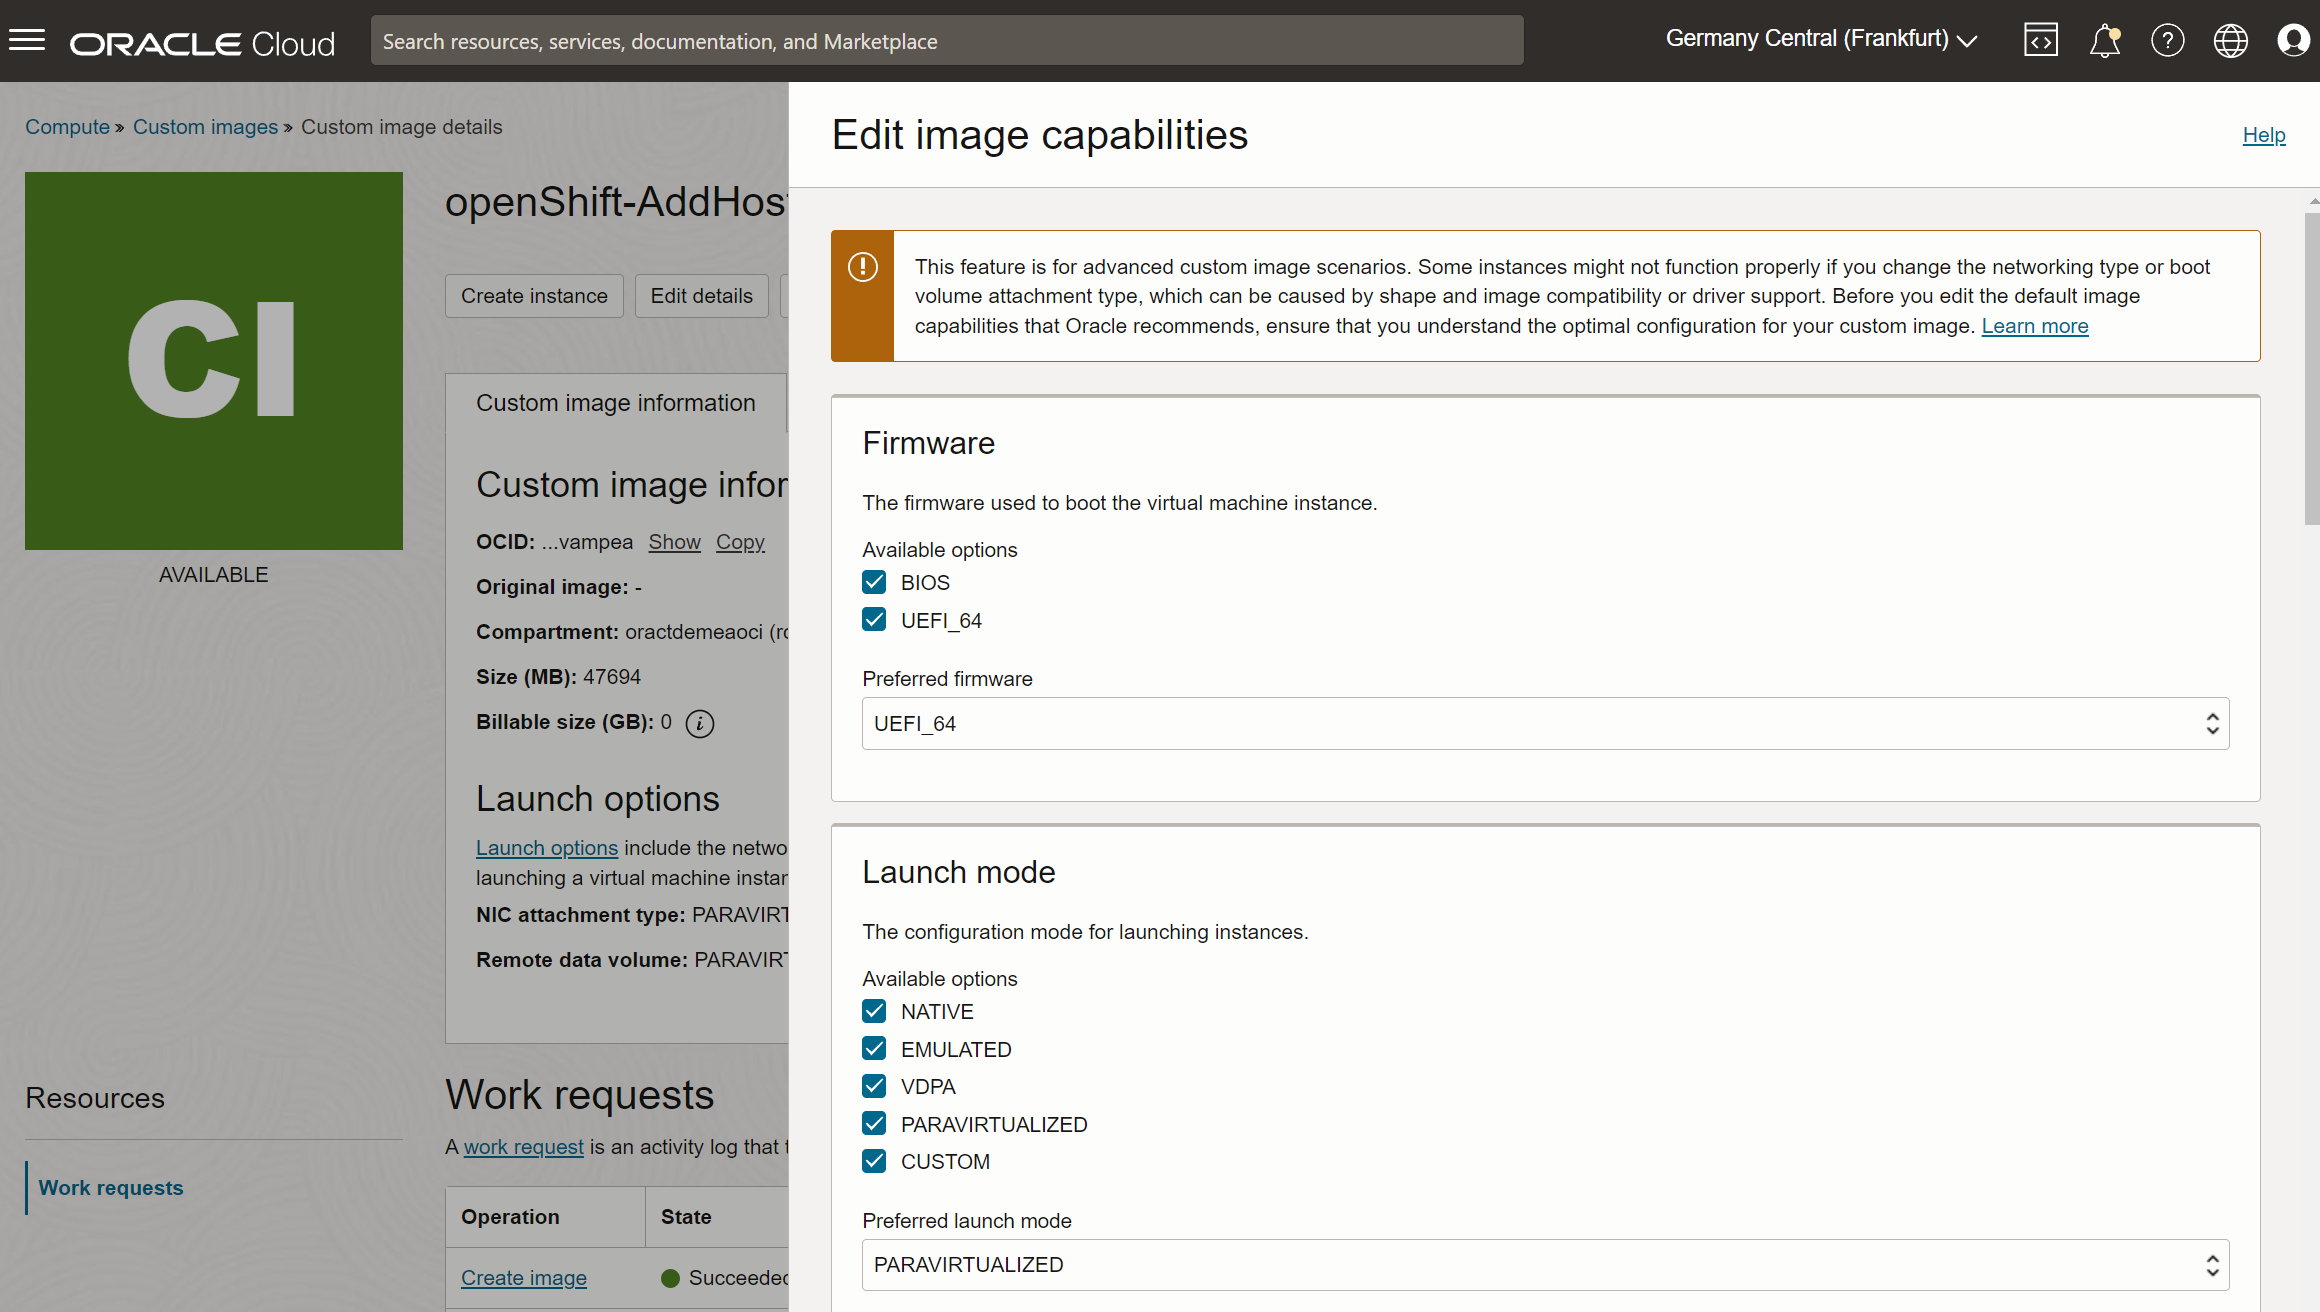 ORACLE Cloud
Search resources, services, documentation, and Marketplace
Germany Central (Frankfurt)
Compute » Custom images » Custom image details
CI
AVAILABLE
openShift-AddHost
Create instance
Edit details
Custom image information
Custom image infor
OCID: ...vampea Show Copy
Original image: -
Compartment: oractdemeaoci (ro
Size (MB): 47694
Billable size (GB): 0
Launch options
Launch options include the netwo
launching a virtual machine instan
NIC attachment type: PARAVIRT
Remote data volume: PARAVIRT
Resources
Work requests
Work requests
A work request is an activity log that t
Operation State
Create image Succeeded
Edit image capabilities
Help
This feature is for advanced custom image scenarios. Some instances might not function properly if you change the networking type or boot
volume attachment type, which can be caused by shape and image compatibility or driver support. Before you edit the default image
capabilities that Oracle recommends, ensure that you understand the optimal configuration for your custom image. Learn more
Firmware
The firmware used to boot the virtual machine instance.
Available options
BIOS
UEFI_64
Preferred firmware
UEFI_64
Launch mode
The configuration mode for launching instances.
Available options
NATIVE
EMULATED
VDPA
PARAVIRTUALIZED
CUSTOM
Preferred launch mode
PARAVIRTUALIZED